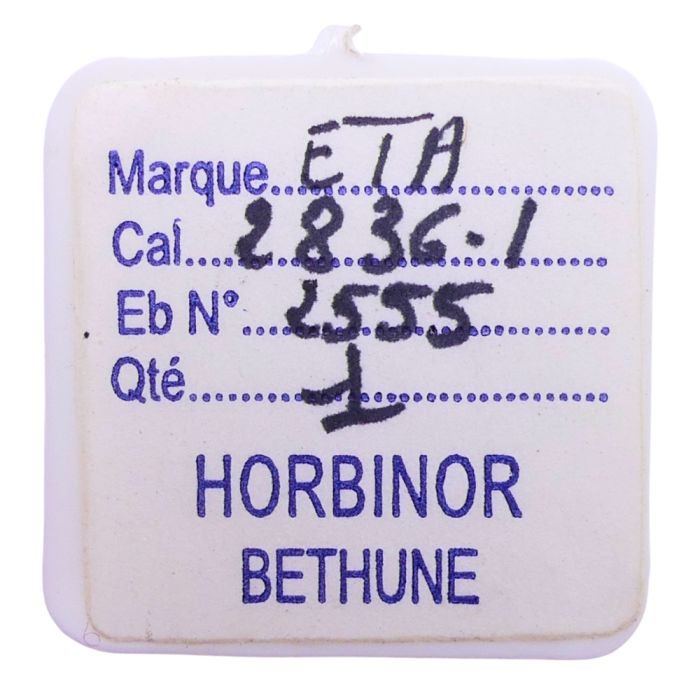 Marque ETA
Cal 2836-1
Eb N° 2555
Qté 1
HORBINOR
BETHUNE